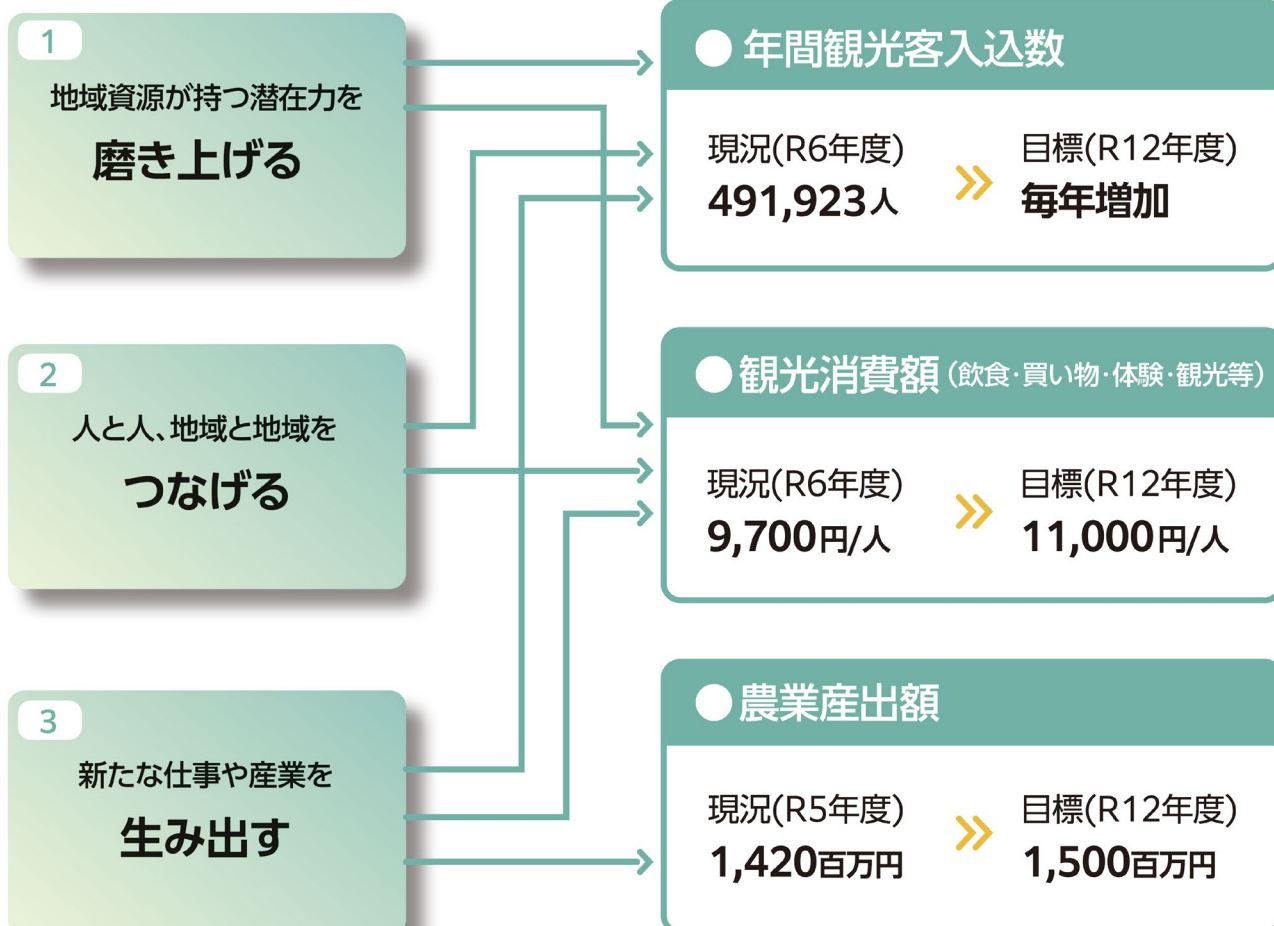 1
地域資源が持つ潜在力を
磨き上げる
2
人と人、地域と地域を
つなげる
3
新たな仕事や産業を
生み出す
●年間観光客入込数
現況(R6年度)
491,923人
目標(R12年度)
毎年増加
●観光消費額(飲食・買い物・体験・観光等)
現況(R6年度)
9,700円/人
目標(R12年度)
11,000円/人
●農業産出額
現況(R5年度)
1,420百万円
目標(R12年度)
1,500百万円